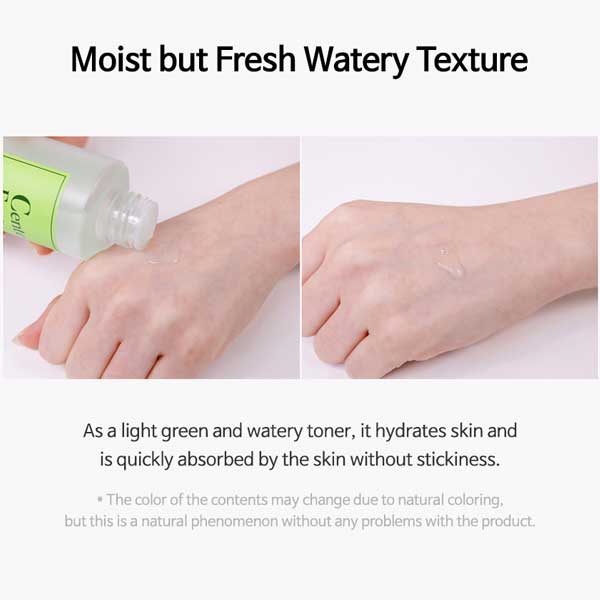 Moist but Fresh Watery Texture
As a light green and watery toner, it hydrates skin and
is quickly absorbed by the skin without stickiness.
* The color of the contents may change due to natural coloring,
but this is a natural phenomenon without any problems with the product.